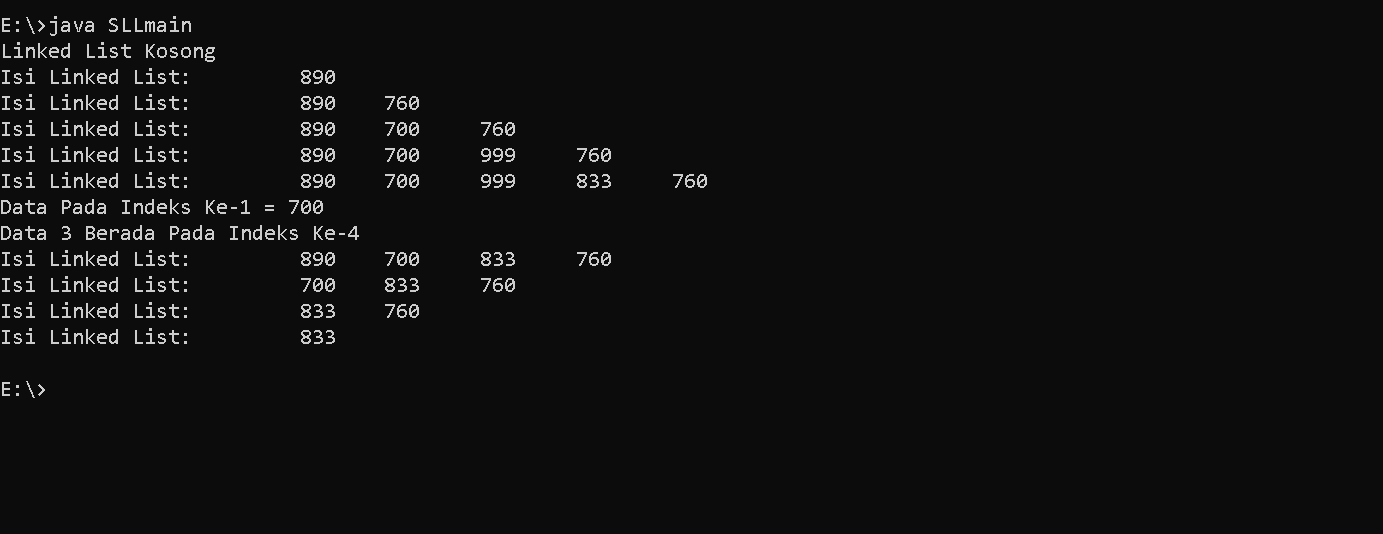 E:\>java SLLmain
Linked List Kosong
Isi Linked List: 890
Isi Linked List: 890 760
Isi Linked List: 890 700 760
Isi Linked List: 890 700 999 760
Isi Linked List: 890 700 999 833 760
Data Pada Indeks Ke-1 = 700
Data 3 Berada Pada Indeks Ke-4
Isi Linked List: 890 700 833 760
Isi Linked List: 700 833 760
Isi Linked List: 833 760
Isi Linked List: 833
E:\>